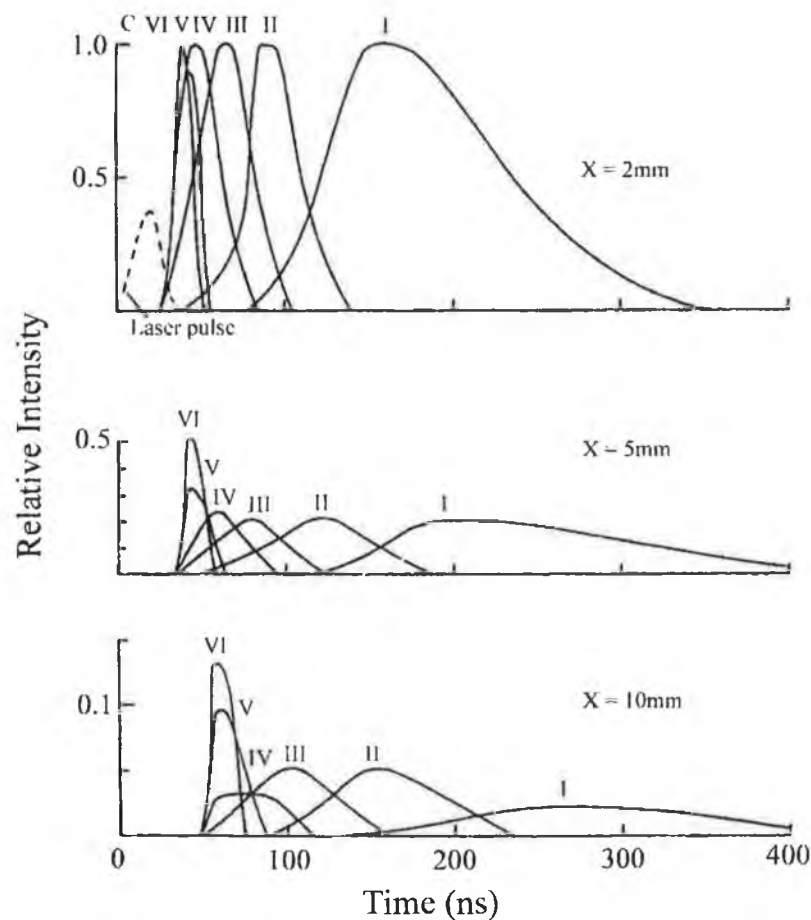 C VI V IV III II I
1.0
X = 2mm
0.5
Laser pulse
Relative Intensity
VI
0.5
X = 5mm
V
IV III II I
VI
X = 10mm
0.1
V
IV III II I
0 100 200 300 400
Time (ns)